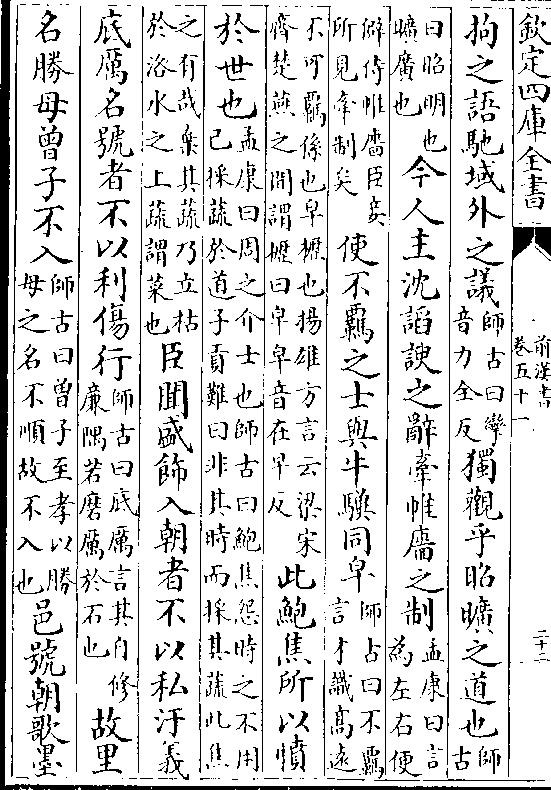 欽定四庫全書
前漢書
卷五十一
二十二
拘之語馳域外之議師古曰攣音力全反獨觀乎昭曠之道也師古
曰昭明也曠廣也今人主沈諂諛之辭牽帷廧之制孟康曰言為左右便
僻侍帷廧臣妾所見牽制矣使不羈之士與牛驥同皁師古曰不羈言才識高遠
不可羈係也皁櫪也揚雄方言云梁宋齊楚燕之間謂櫪曰皁皁音在早反此鮑焦所以憤
於世也孟康曰周之介士也師古曰鮑焦怨時之不用已採蔬於道子貢難曰非其時而採其蔬此焦
之有哉棄其蔬乃立枯於洛水之上蔬謂菜也臣聞盛飾入朝者不以私汙義
底厲名號者不以利傷行師古曰底厲言其自修廉隅若磨厲於石也故里
名勝母曾子不入師古曰曾子至孝以勝母之名不順故不入也邑號朝歌墨